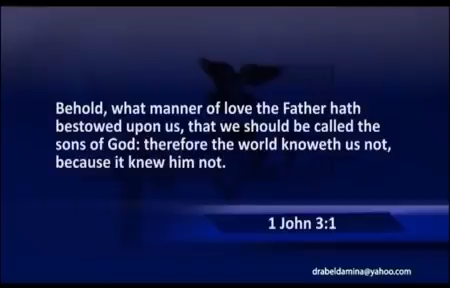 Behold, what manner of love the Father hath
bestowed upon us, that we should be called the
sons of God: therefore the world knoweth us not,
because it knew him not.
1 John 3:1
drabeldamina@yahoo.com